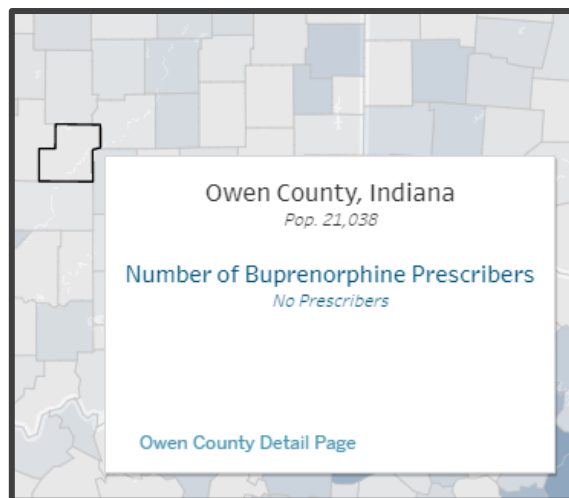 Owen County, Indiana
Pop. 21,038
Number of Buprenorphine Prescribers
No Prescribers
Owen County Detail Page